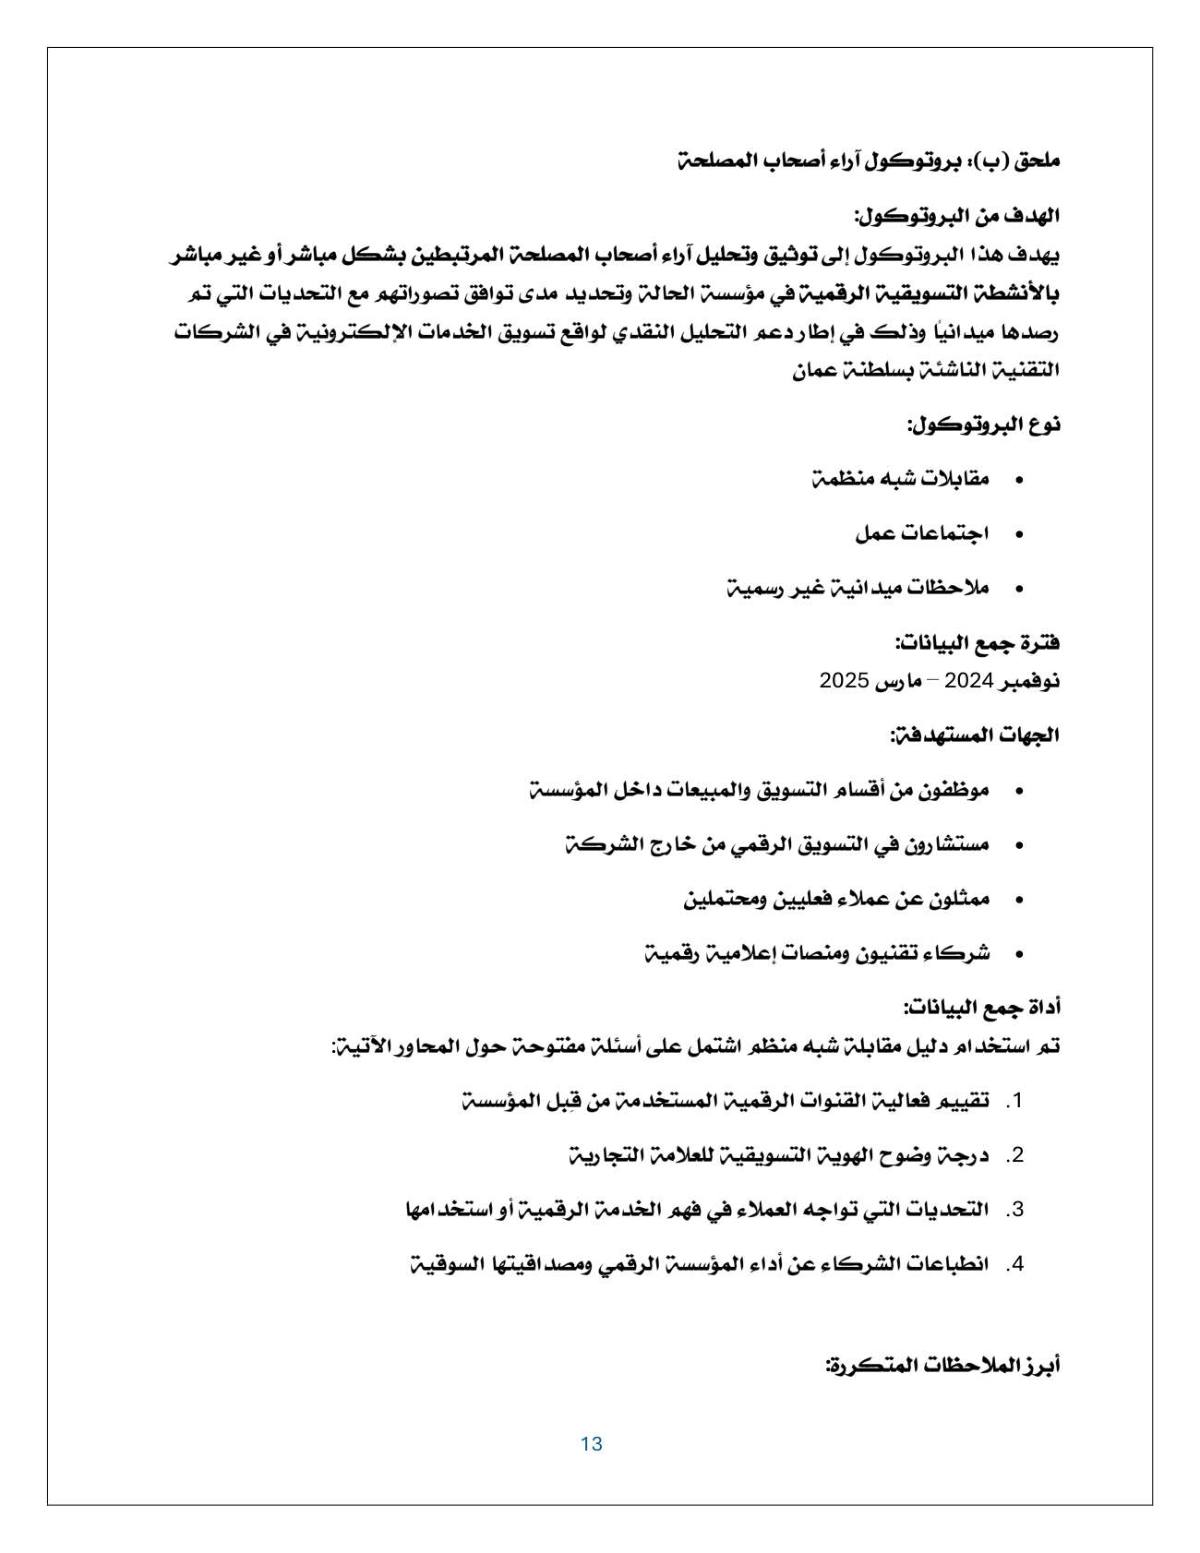 ملحق (ب): بروتوكول آراء أصحاب المصلحة
الهدف من البروتوكول:
يهدف هذا البروتوكول إلى توثيق وتحليل آراء أصحاب المصلحة المرتبطين بشكل مباشر أو غير مباشر
بالأنشطة التسويقية الرقمية في مؤسسة الحالة وتحديد مدى توافق تصوراتهم مع التحديات التي تم
رصدها ميدانيًا وذلك في إطار دعم التحليل النقدي لواقع تسويق الخدمات الإلكترونية في الشركات
التقنية الناشئة بسلطنة عمان
نوع البروتوكول:
• مقابلات شبه منظمة
• اجتماعات عمل
• ملاحظات ميدانية غير رسمية
فترة جمع البيانات:
نوفمبر 2024 – مارس 2025
الجهات المستهدفة:
• موظفون من أقسام التسويق والمبيعات داخل المؤسسة
• مستشارون في التسويق الرقمي من خارج الشركة
• ممثلون عن عملاء فعليين ومحتملين
• شركاء تقنيون ومنصات إعلامية رقمية
أداة جمع البيانات:
تم استخدام دليل مقابلة شبه منظم اشتمل على أسئلة مفتوحة حول المحاور الآتية:
1. تقييم فعالية القنوات الرقمية المستخدمة من قِبل المؤسسة
2. درجة وضوح الهوية التسويقية للعلامة التجارية
3. التحديات التي تواجه العملاء في فهم الخدمة الرقمية أو استخدامها
4. انطباعات الشركاء عن أداء المؤسسة الرقمي ومصداقيتها السوقية
أبرز الملاحظات المتكررة:
13